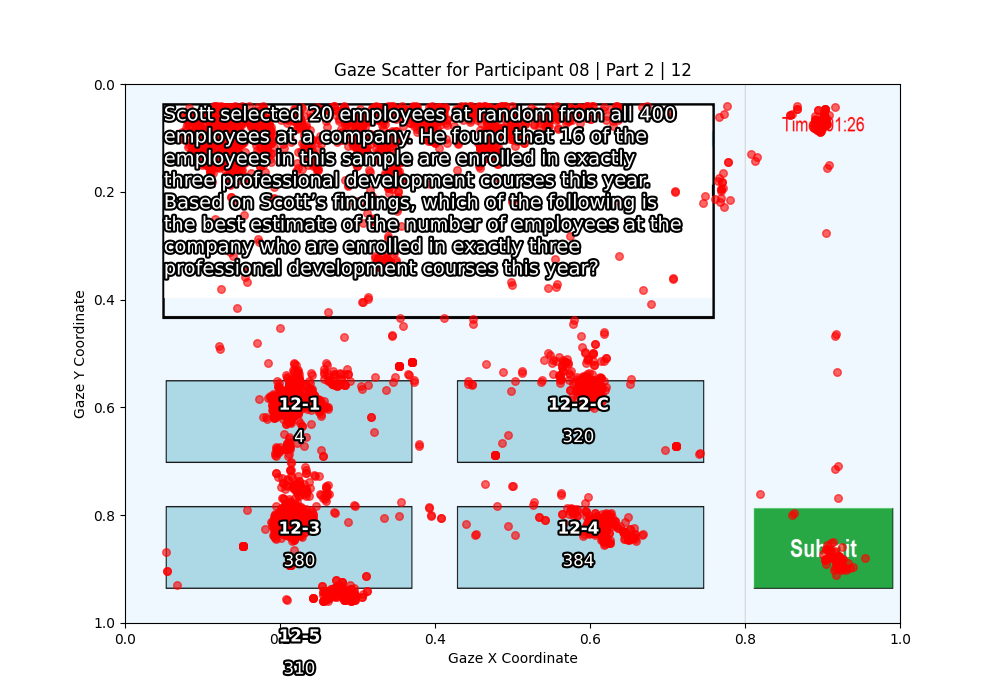 Gaze Scatter for Participant 08 | Part 2 | 12
Scott selected 20 employees at random from all 400
employees at a company. He found that 16 of the
employees in this sample are enrolled in exactly
three professional development courses this year.
Based on Scott's findings, which of the following is
the best estimate of the number of employees at the
company who are enrolled in exactly three
professional development courses this year?
01:26
12-1
4
12-2-C
320
12-3
380
12-4
384
Submit
12-5
310
0.0
0.2
0.4
0.6
0.8
1.0
Gaze Y Coordinate
0.0
0.4
0.6
0.8
1.0
Gaze X Coordinate